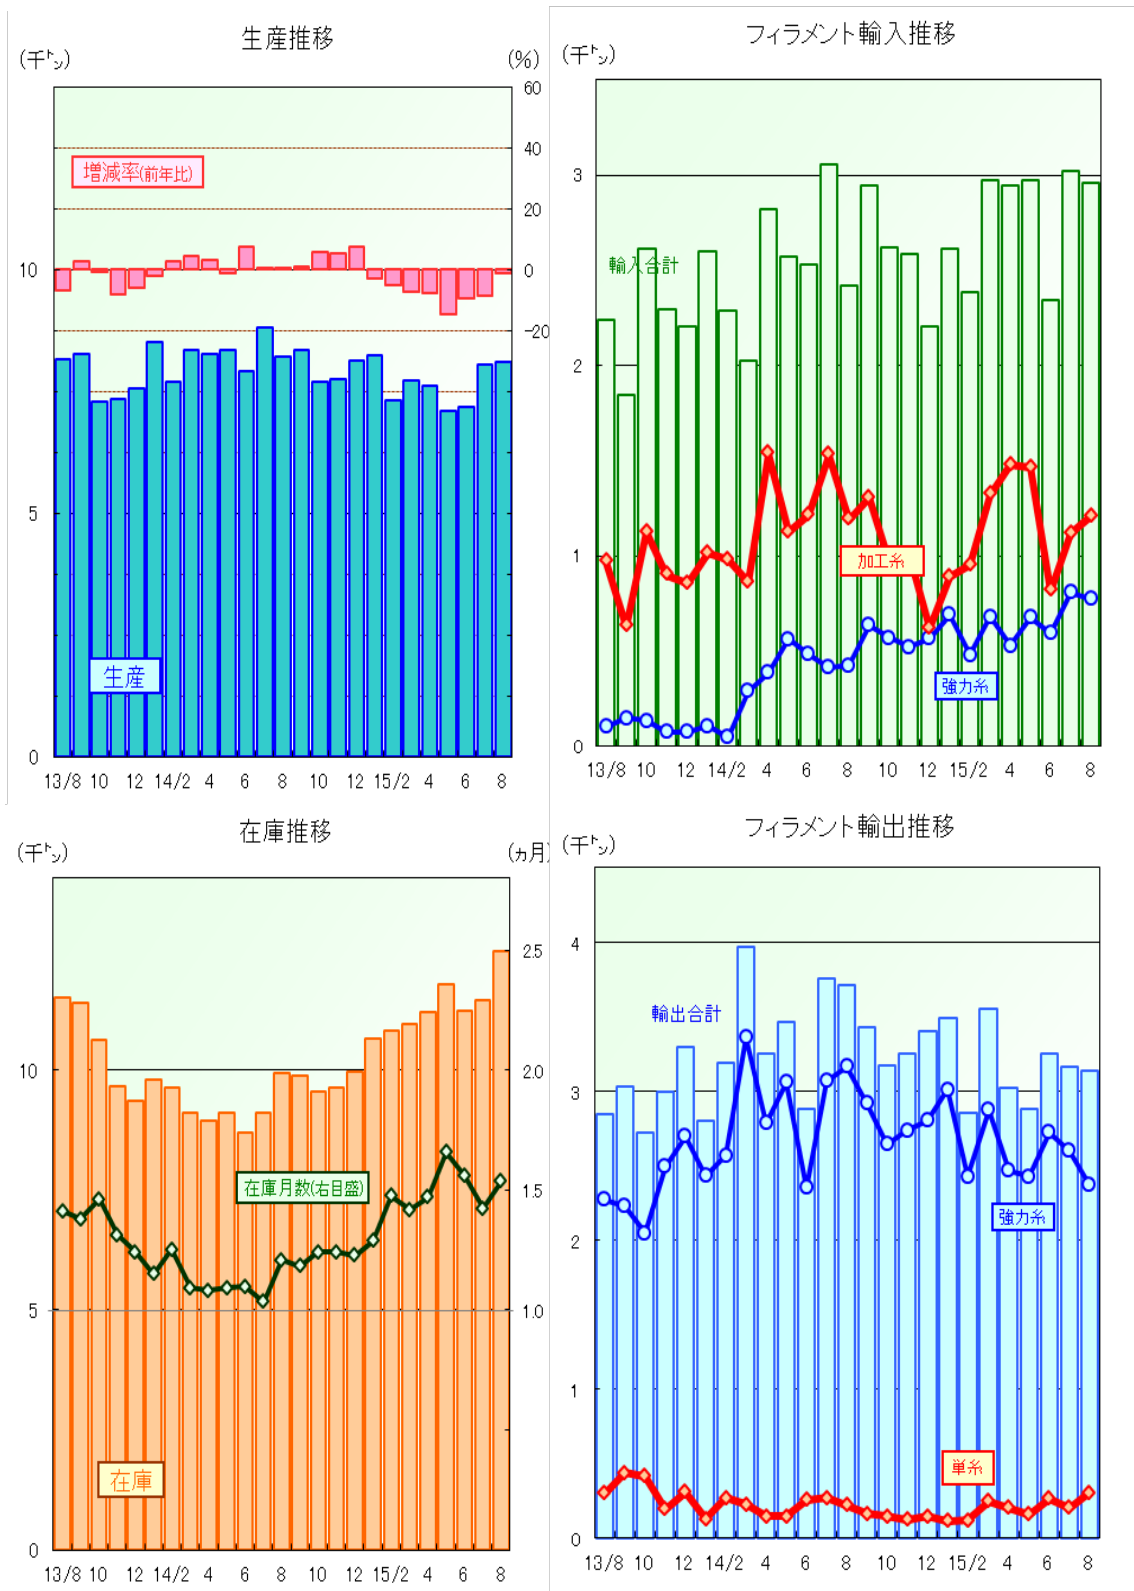 生産推移
(千㌧)
(%)
60
40
20
0
-20
10
5
0
増減率(前年比)
生産
13/8 10 12 14/2 4 6 8 10 12 15/2 4 6 8
フィラメント輸入推移
(千㌧)
3
2
1
0
輸入合計
加工糸
強力糸
13/8 10 12 14/2 4 6 8 10 12 15/2 4 6 8
在庫推移
(千㌧)
(ヵ月)
10
5
0
2.5
2.0
1.5
1.0
在庫月数(右目盛)
在庫
13/8 10 12 14/2 4 6 8 10 12 15/2 4 6 8
フィラメント輸出推移
(千㌧)
4
3
2
1
0
輸出合計
強力糸
単糸
13/8 10 12 14/2 4 6 8 10 12 15/2 4 6 8